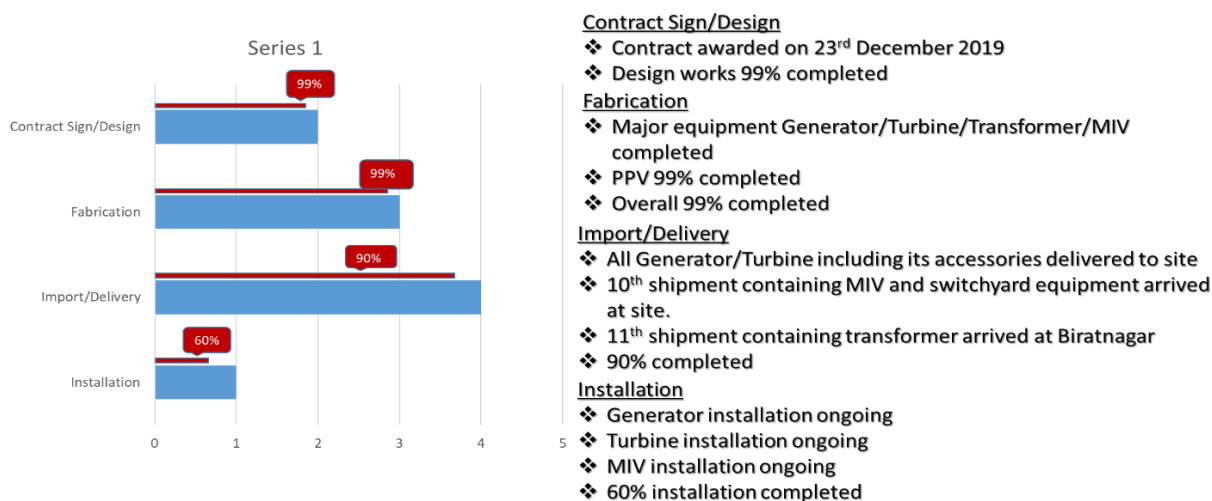 Series 1
99%
Contract Sign/Design
99%
Fabrication
90%
Import/Delivery
60%
Installation
0 1 2 3 4 5
Contract Sign/Design
❖ Contract awarded on 23rd December 2019
❖ Design works 99% completed
Fabrication
❖ Major equipment Generator/Turbine/Transformer/MIV
completed
❖ PPV 99% completed
❖ Overall 99% completed
Import/Delivery
❖ All Generator/Turbine including its accessories delivered to site
❖ 10th shipment containing MIV and switchyard equipment arrived
at site.
❖ 11th shipment containing transformer arrived at Biratnagar
❖ 90% completed
Installation
❖ Generator installation ongoing
❖ Turbine installation ongoing
❖ MIV installation ongoing
❖ 60% installation completed